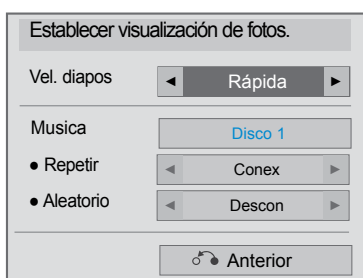 Establecer visualización de fotos.
Vel. diapos ◄ Rápida ►
Musica Disco 1
● Repetir ◄ Conex ►
● Aleatorio ◄ Descon ►
Anterior